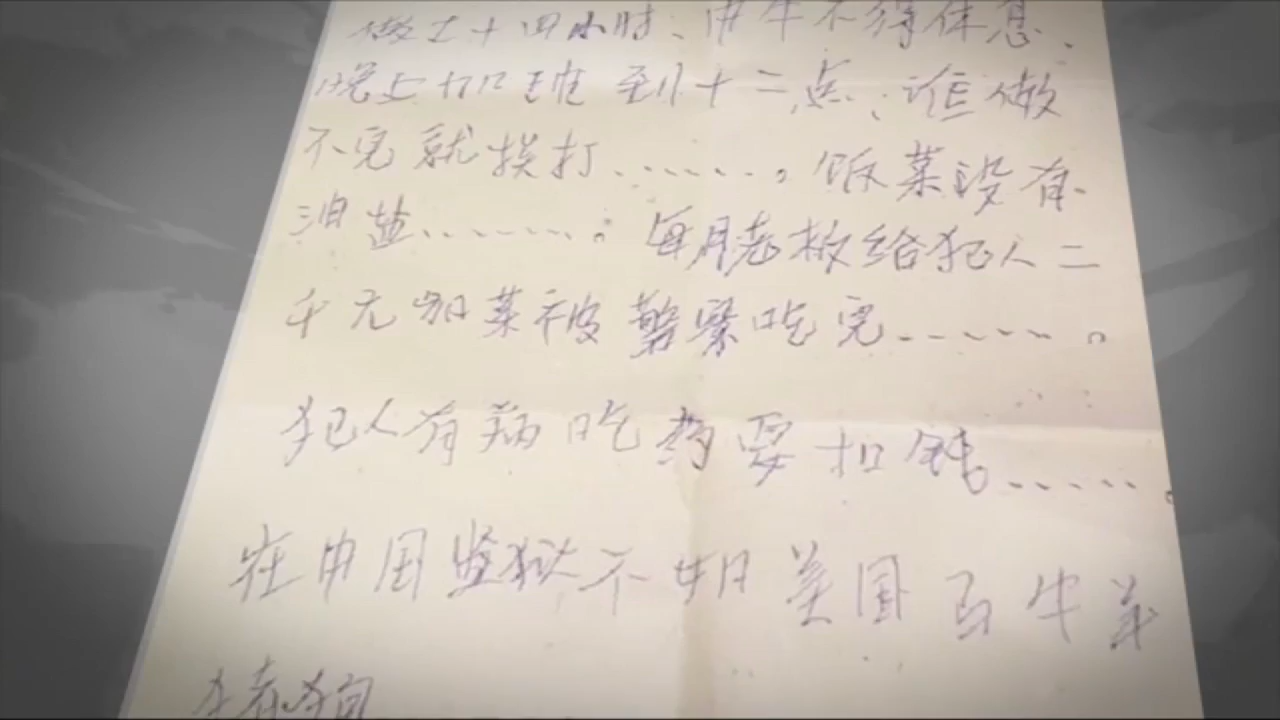 做工十四小时、中午不得休息、
晚上加班到十二点、谁做
不完就挨打.......。饭菜没有
油盐.......。每月老板给犯人二
千元加菜被警察吃完......。
犯人有病吃药要扣钱......。
在中国监狱不如美国马牛羊
猪狗